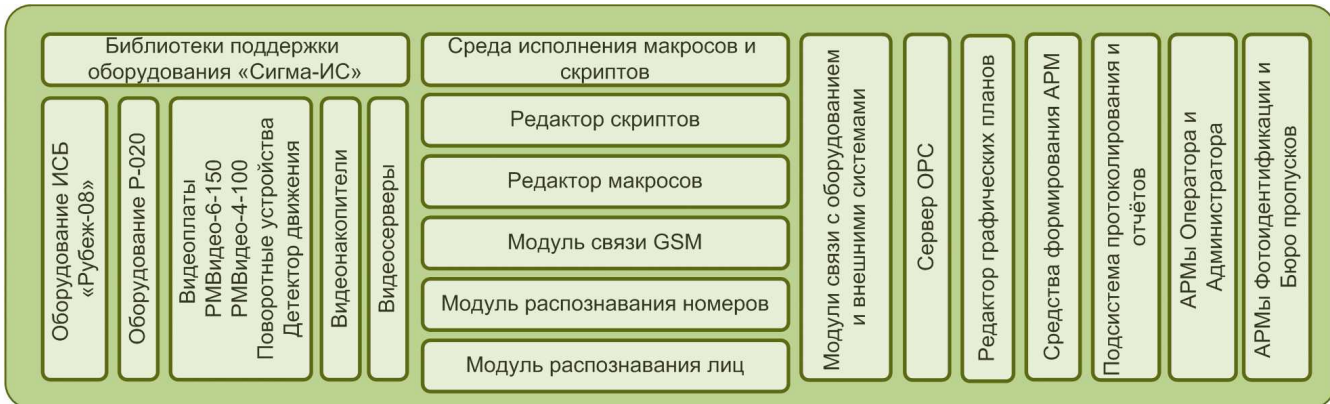 Библиотеки поддержки
оборудования «Сигма-ИС»
Оборудование ИСБ
«Рубеж-08»
Оборудование Р-020
Видеоплаты
РМВидео-6-150
РМВидео-4-100
Поворотные устройства
Детектор движения
Видеонакопители
Видеосерверы
Среда исполнения макросов и
скриптов
Редактор скриптов
Редактор макросов
Модуль связи GSM
Модуль распознавания номеров
Модуль распознавания лиц
Модули связи с оборудованием
и внешними системами
Сервер ОРС
Редактор графических планов
Средства формирования АРМ
Подсистема протоколирования и
отчётов
АРМы Оператора и
Администратора
АРМы Фотоидентификации и
Бюро пропусков